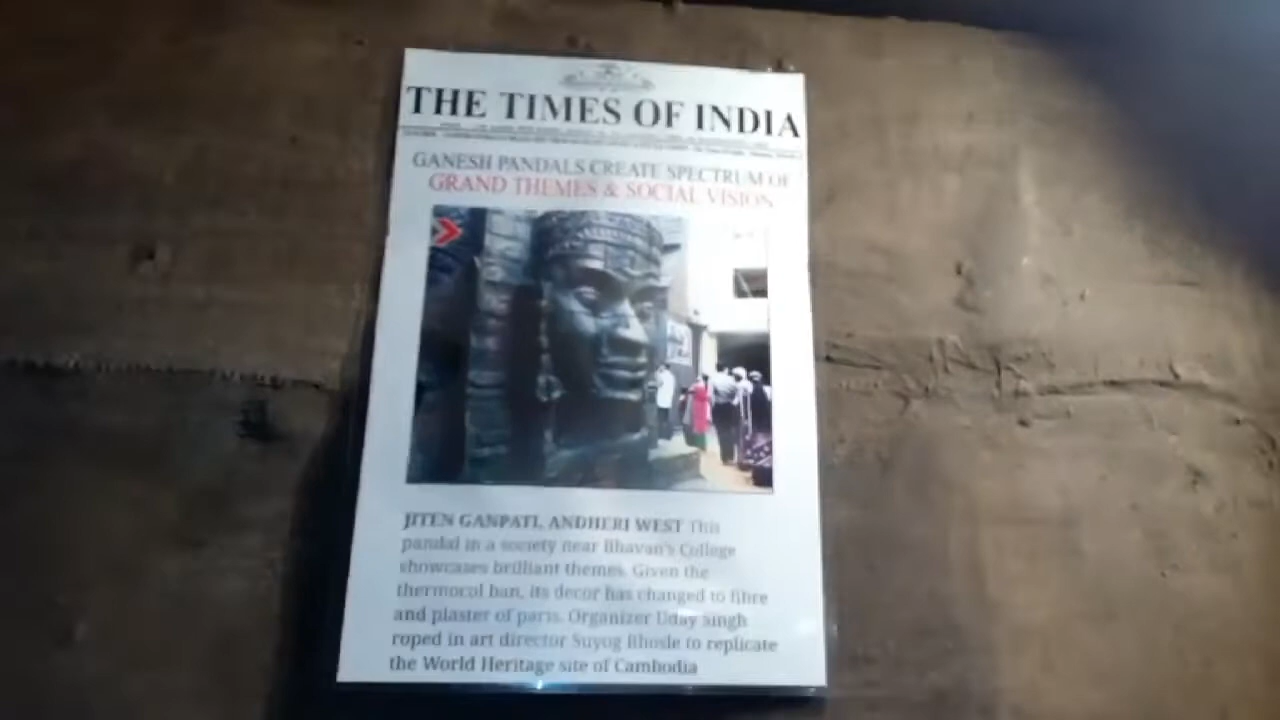 THE TIMES OF INDIA
GANESH PANDALS CREATE SPECTRUM OF
GRAND THEMES & SOCIAL VISION
JITEN GANPATI, ANDHERI WEST This
pandal in a society near Bhavan's College
showcases brilliant themes. Given the
thermocol ban, its decor has changed to fibre
and plaster of paris. Organizer Uday Singh
roped in art director Suyog Bhosle to replicate
the World Heritage site of Cambodia